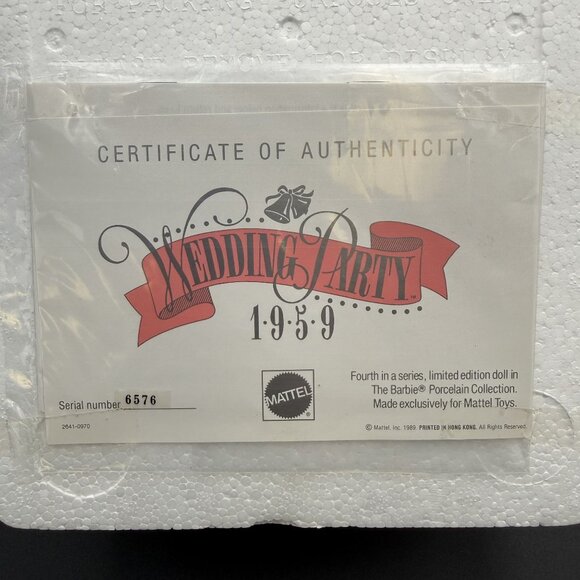 CERTIFICATE OF AUTHENTICITY
WEDDING PARTY™
1·9·5·9
Fourth in a series, limited edition doll in
The Barbie® Porcelain Collection.
Made exclusively for Mattel Toys.
MATTEL®
Serial number 6576
2641-0970
© Mattel, Inc. 1989. PRINTED IN HONG KONG. All Rights Reserved.